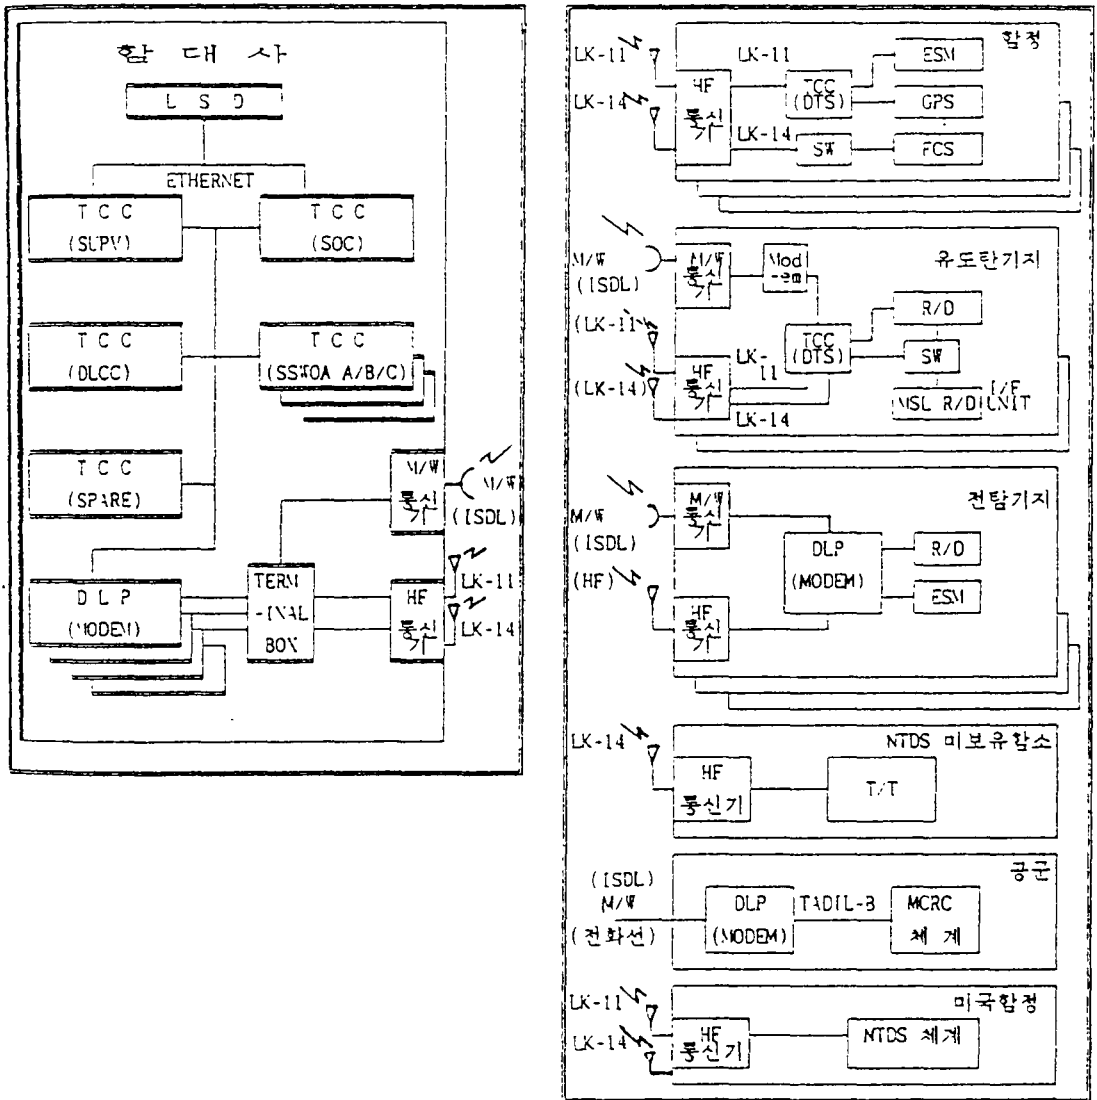 함 대 사
L S D
ETHERNET
T C C
(SUPV)
T C C
(SOC)
T C C
(DLCC)
T C C
(SSWOA A/B/C)
T C C
(SPARE)
M/W
통신기
M/W
(ISDL)
D L P
(MODEM)
TERM
-INAL
BOX
HF
통신기
LK-11
LK-14
함정
LK-11
LK-14
HF
통신기
LK-11
LK-14
TCC
(DTS)
SW
ESM
GPS
FCS
유도탄기지
M/W
(ISDL)
M/W
통신기
Mod
-em
(LK-11)
(LK-14)
HF
통신기
LK-
11
LK-14
TCC
(DTS)
R/D
SW
MSL R/D
I/F
UNIT
전탐기지
M/W
(ISDL)
(HF)
M/W
통신기
HF
통신기
DLP
(MODEM)
R/D
ESM
NTDS 미보유함소
LK-14
HF
통신기
T/T
공군
(ISDL)
M/W
(전화선)
DLP
(MODEM)
TADIL-B
MCRC
체 계
미국함정
LK-11
LK-14
HF
통신기
NTDS 체계